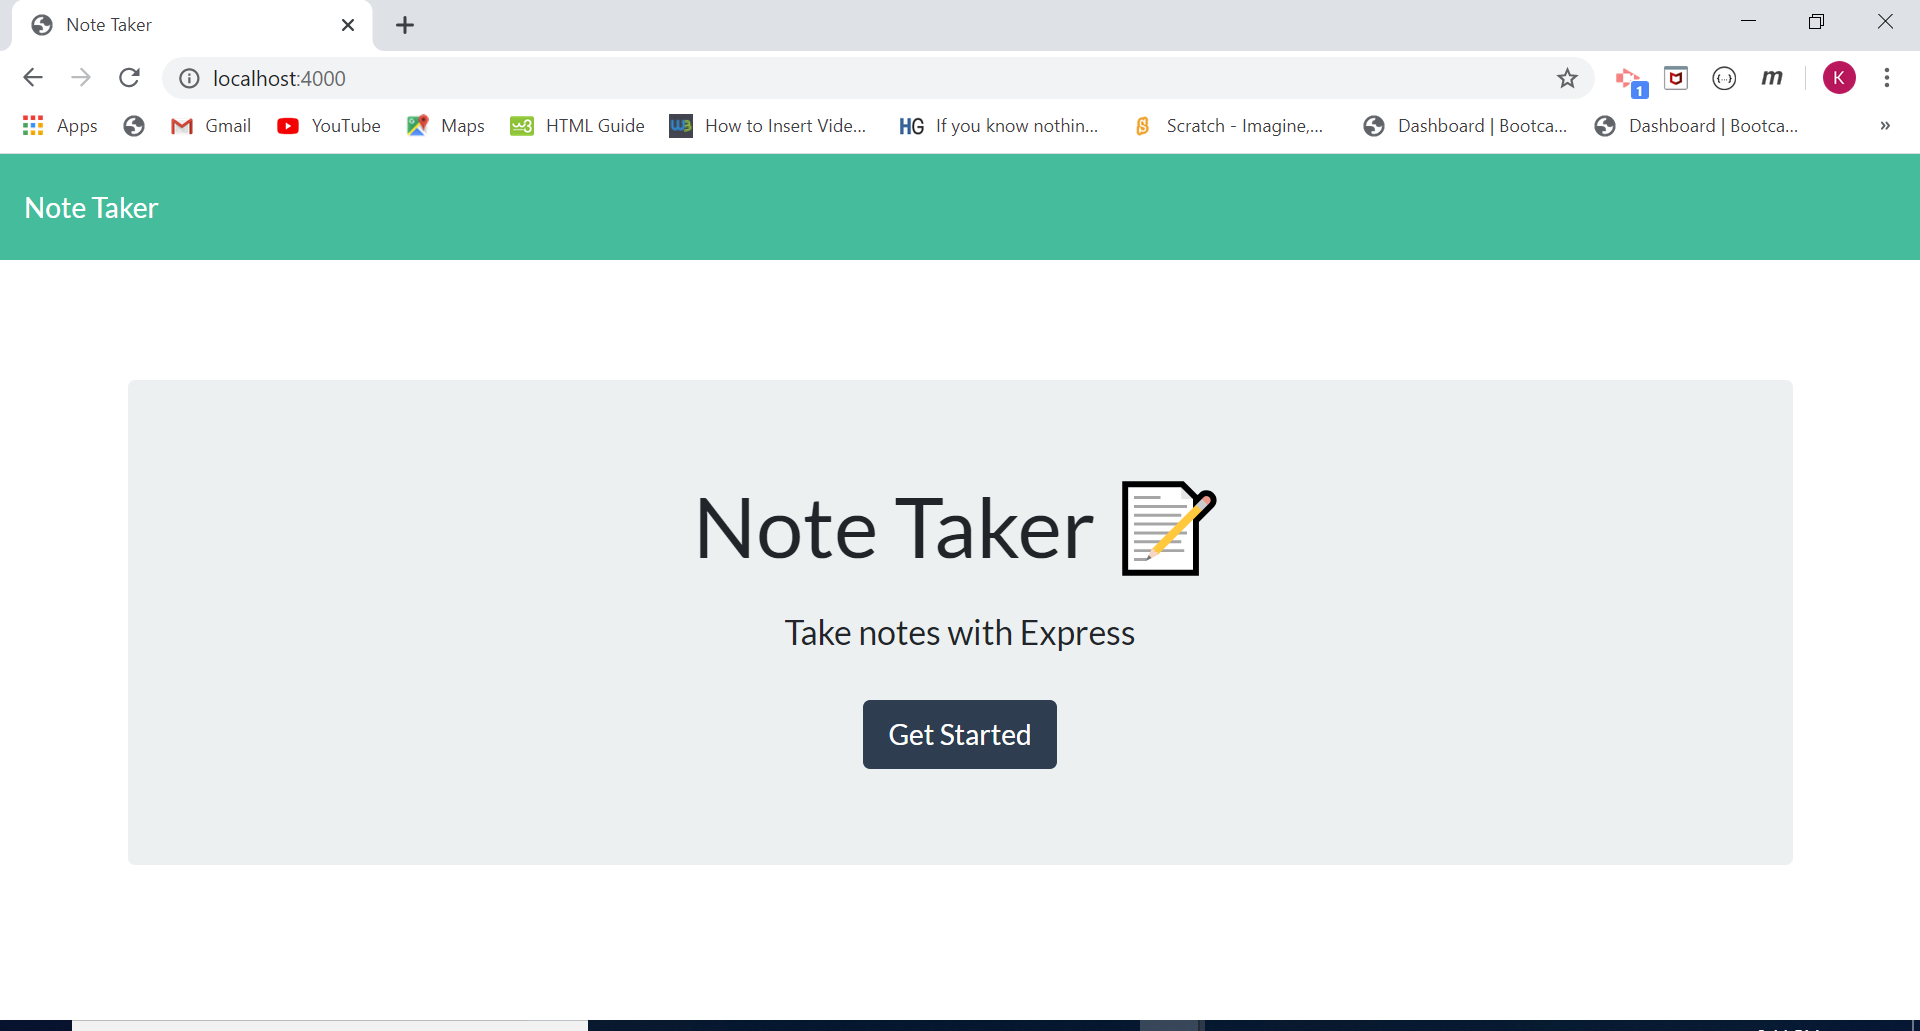 Note Taker
localhost:4000
1
m
K
Apps
Gmail
YouTube
Maps
HTML Guide
How to Insert Vide...
HG
If you know nothin...
Scratch - Imagine,...
Dashboard | Bootca...
Dashboard | Bootca...
»
Note Taker
Note Taker
Take notes with Express
Get Started